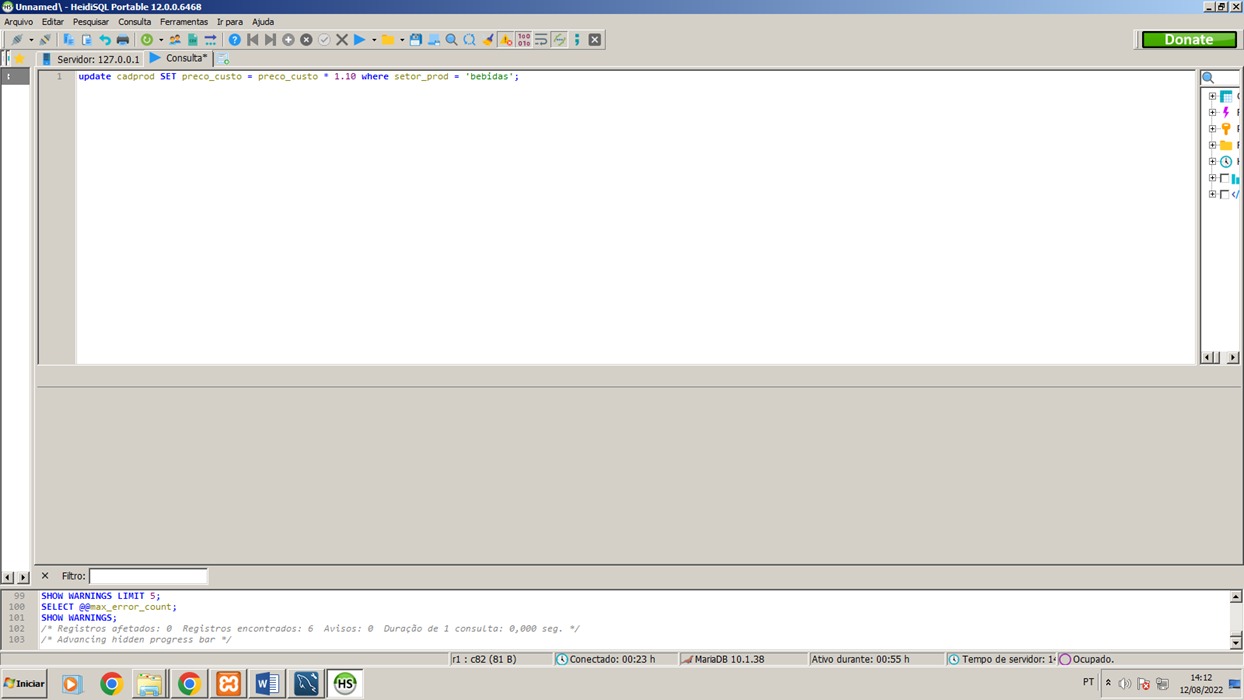 Unnamed\ - HeidiSQL Portable 12.0.0.6468
Arquivo Editar Pesquisar Consulta Ferramentas Ir para Ajuda
Donate
Servidor: 127.0.0.1 Consulta*
1 update cadprod SET preco_custo = preco_custo * 1.10 where setor_prod = 'bebidas';
Filtro:
99 SHOW WARNINGS LIMIT 5;
100 SELECT @@max_error_count;
101 SHOW WARNINGS;
102 /* Registros afetados: 0 Registros encontrados: 6 Avisos: 0 Duração de 1 consulta: 0,000 seg. */
103 /* Advancing hidden progress bar */
r1 : c82 (81 B) Conectado: 00:23 h MariaDB 10.1.38 Ativo durante: 00:55 h Tempo de servidor: 14 Ocupado.
Iniciar PT 14:12
12/08/2022